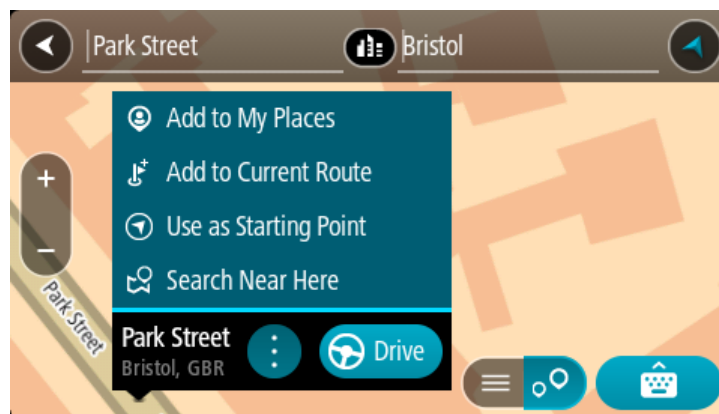 Park Street
Bristol
Add to My Places
Add to Current Route
Use as Starting Point
Search Near Here
+
−
Park Street
Park Street
Bristol, GBR
Drive